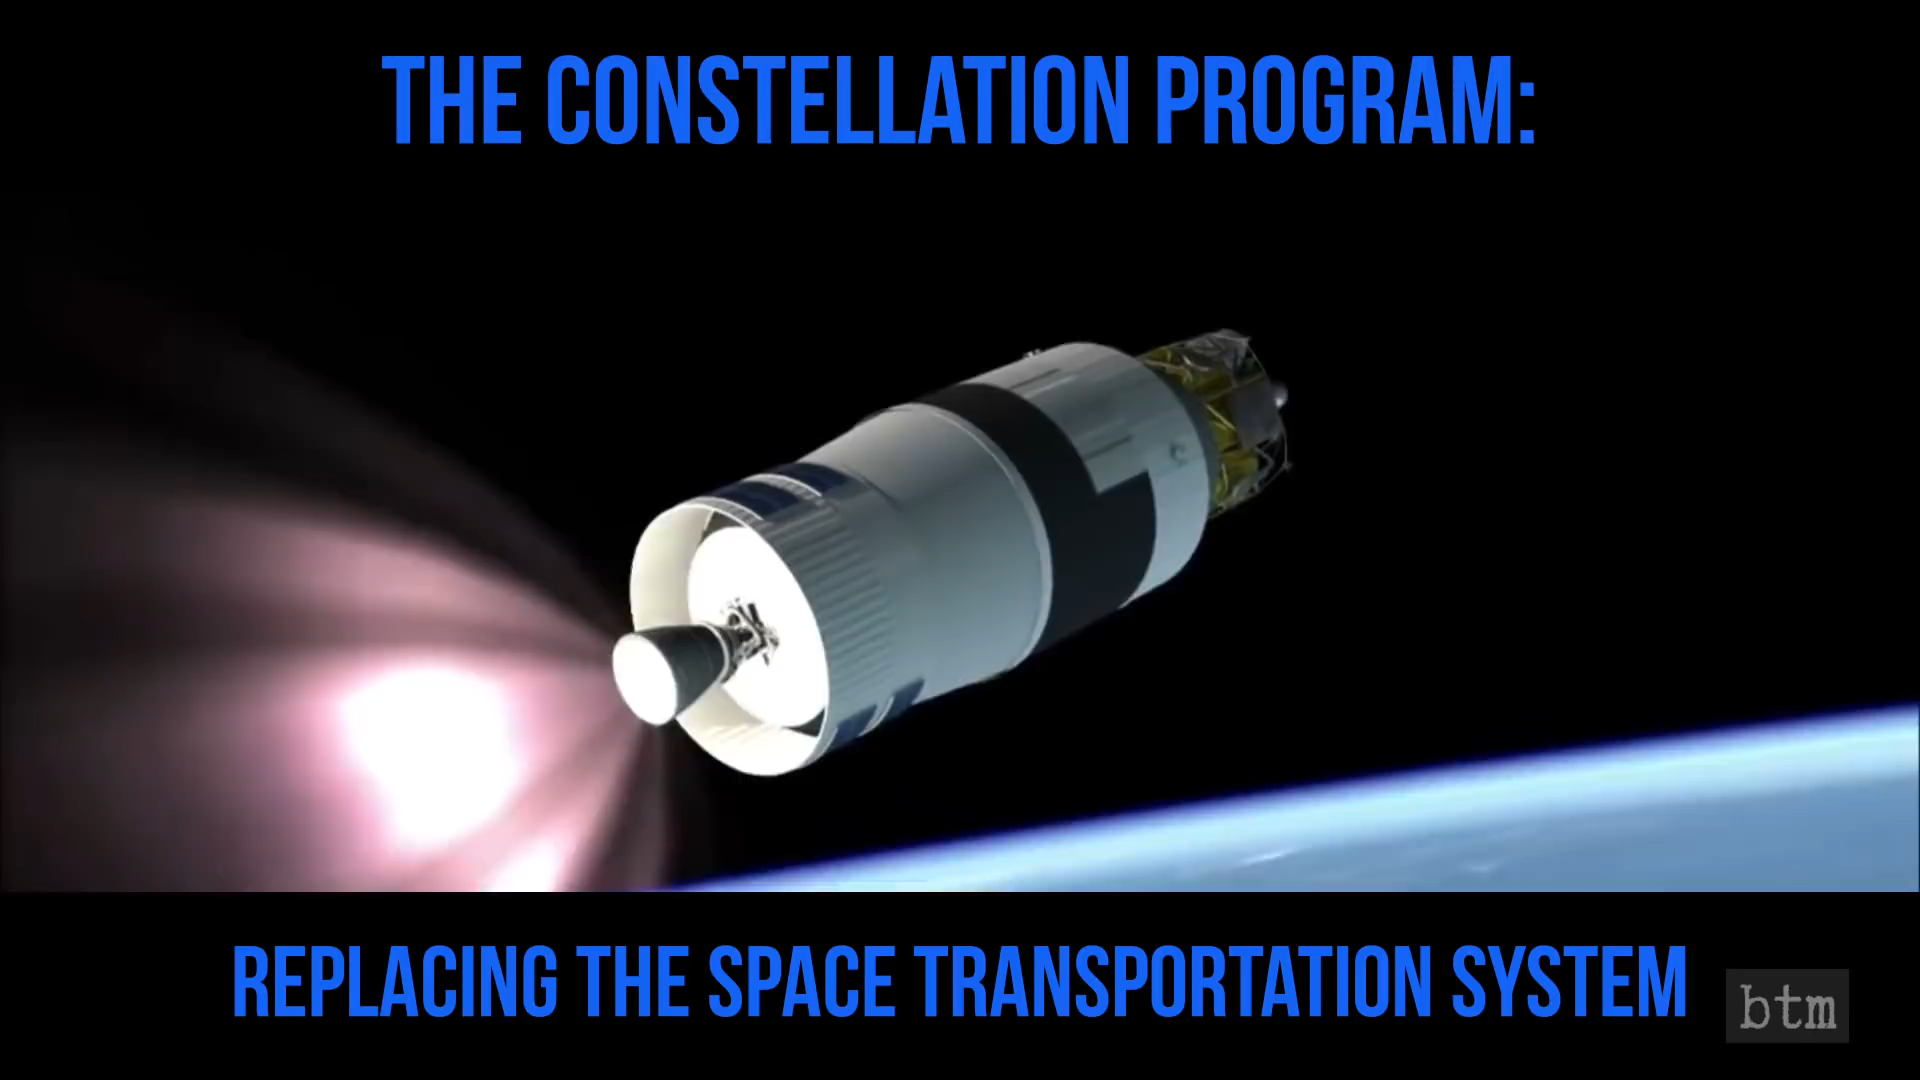 THE CONSTELLATION PROGRAM:
REPLACING THE SPACE TRANSPORTATION SYSTEM
btm